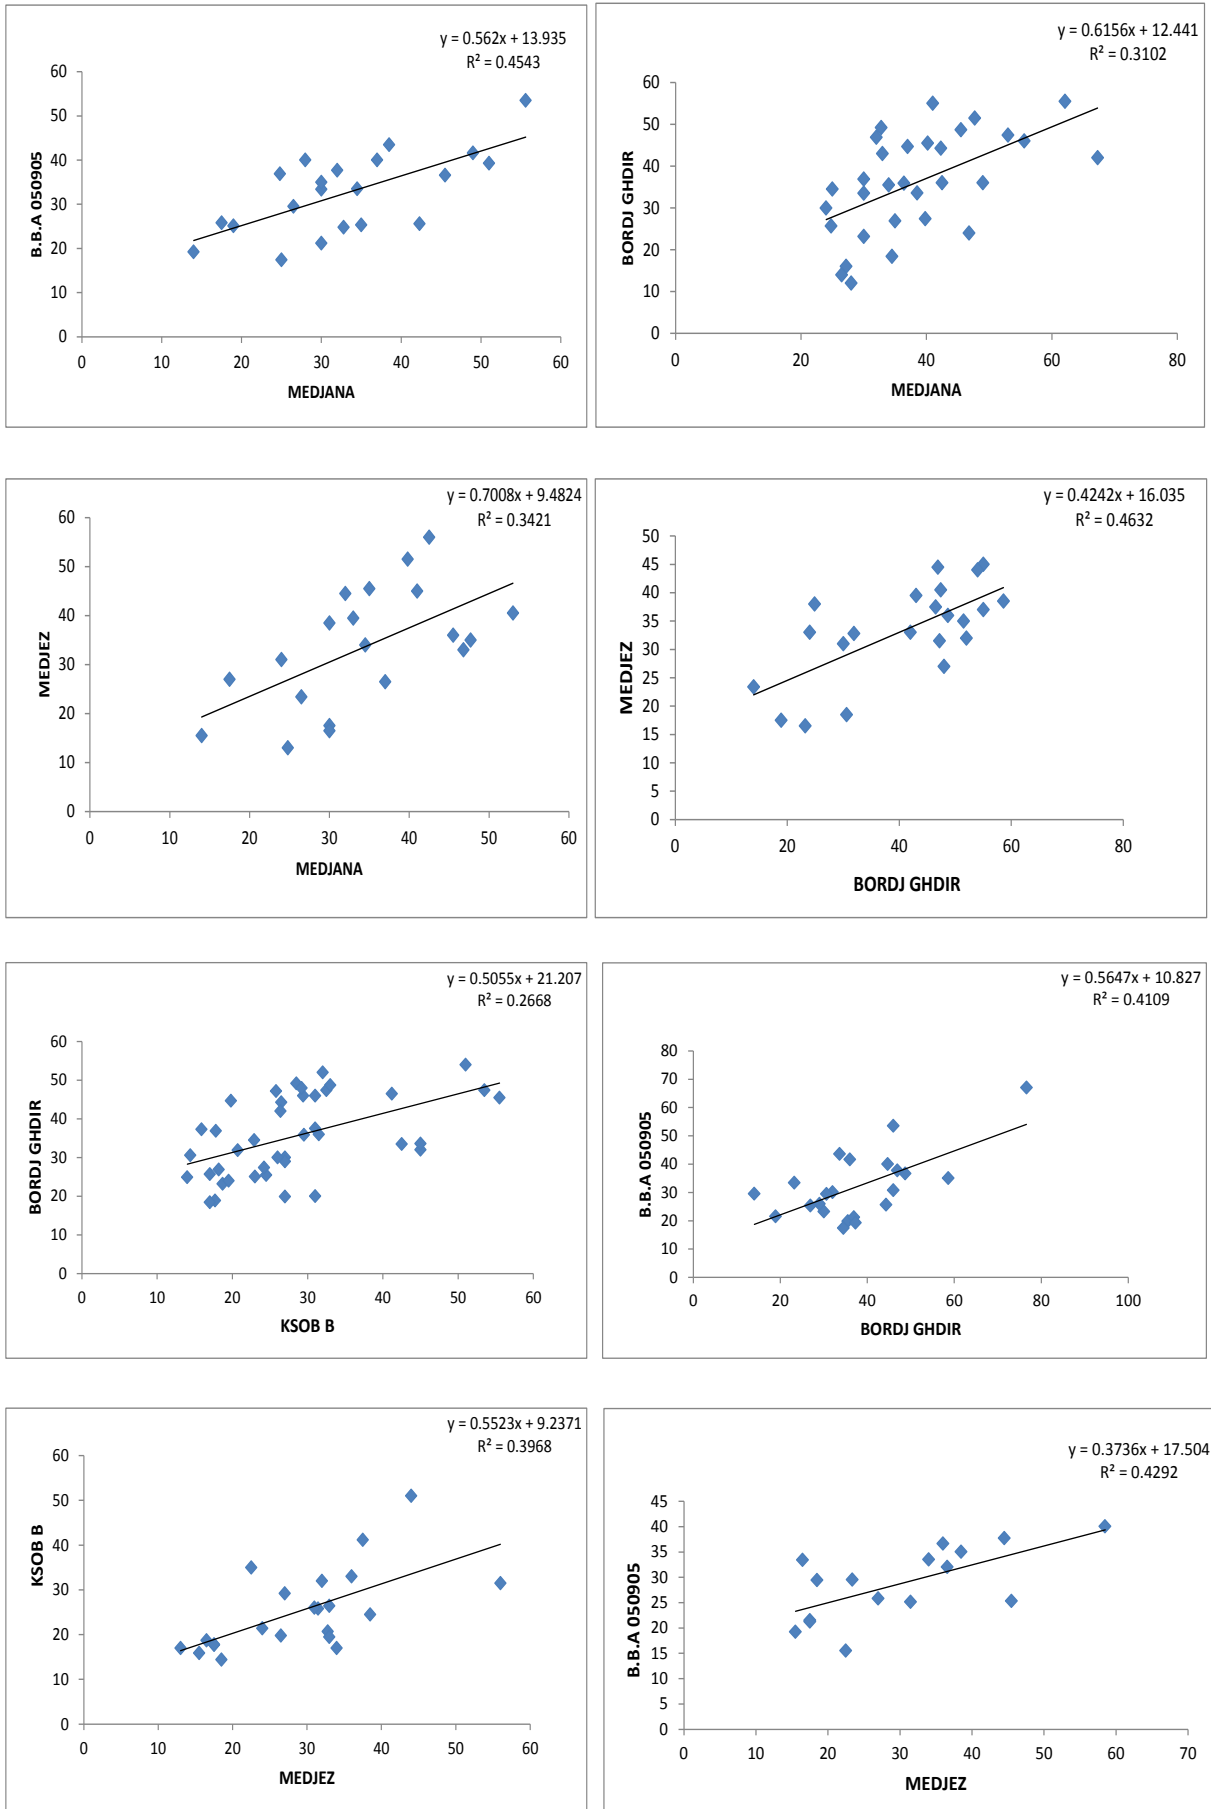 y = 0.562x + 13.935
R² = 0.4543
60
50
40
30
20
10
0
B.B.A 050905
0 10 20 30 40 50 60
MEDJANA
y = 0.6156x + 12.441
R² = 0.3102
60
50
40
30
20
10
0
BORDJ GHDIR
0 20 40 60 80
MEDJANA
y = 0.7008x + 9.4824
R² = 0.3421
60
50
40
30
20
10
0
MEDJEZ
0 10 20 30 40 50 60
MEDJANA
y = 0.4242x + 16.035
R² = 0.4632
50
45
40
35
30
25
20
15
10
5
0
MEDJEZ
0 20 40 60 80
BORDJ GHDIR
y = 0.5055x + 21.207
R² = 0.2668
60
50
40
30
20
10
0
BORDJ GHDIR
0 10 20 30 40 50 60
KSOB B
y = 0.5647x + 10.827
R² = 0.4109
80
70
60
50
40
30
20
10
0
B.B.A 050905
0 20 40 60 80 100
BORDJ GHDIR
y = 0.5523x + 9.2371
R² = 0.3968
60
50
40
30
20
10
0
KSOB B
0 10 20 30 40 50 60
MEDJEZ
y = 0.3736x + 17.504
R² = 0.4292
45
40
35
30
25
20
15
10
5
0
B.B.A 050905
0 10 20 30 40 50 60 70
MEDJEZ